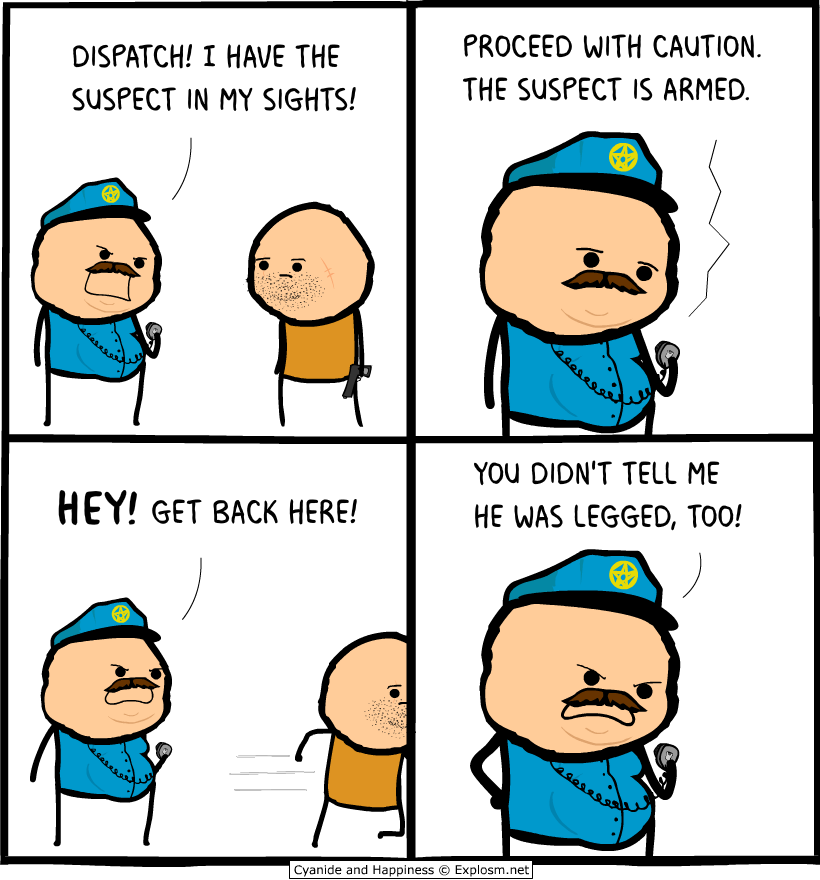 DISPATCH! I HAVE THE
SUSPECT IN MY SIGHTS!
PROCEED WITH CAUTION.
THE SUSPECT IS ARMED.
HEY! GET BACK HERE!
YOU DIDN'T TELL ME
HE WAS LEGGED, TOO!
Cyanide and Happiness © Explosm.net